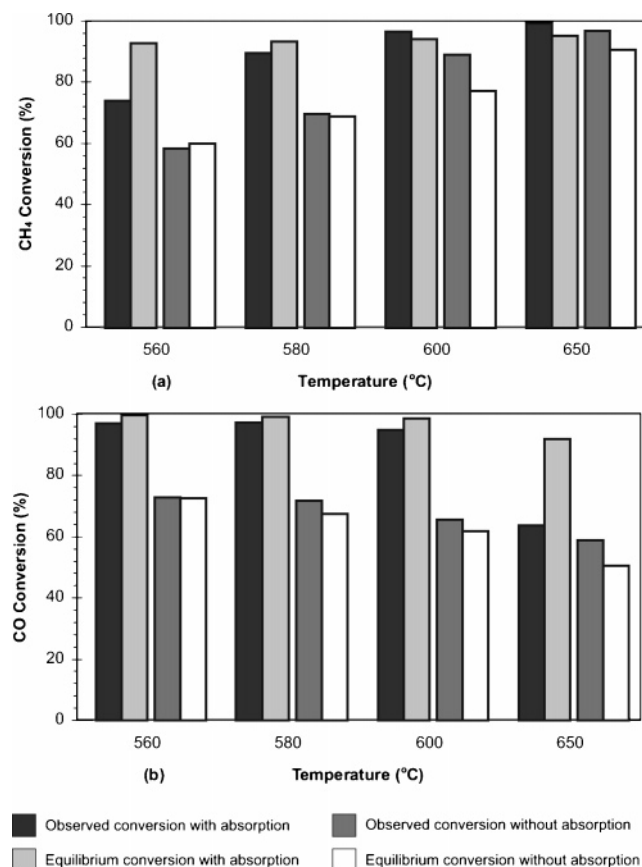 100
80
60
40
20
0
CH₄ Conversion (%)
560 580 600 650
(a) Temperature (°C)
100
80
60
40
20
0
CO Conversion (%)
560 580 600 650
(b) Temperature (°C)
Observed conversion with absorption
Observed conversion without absorption
Equilibrium conversion with absorption
Equilibrium conversion without absorption